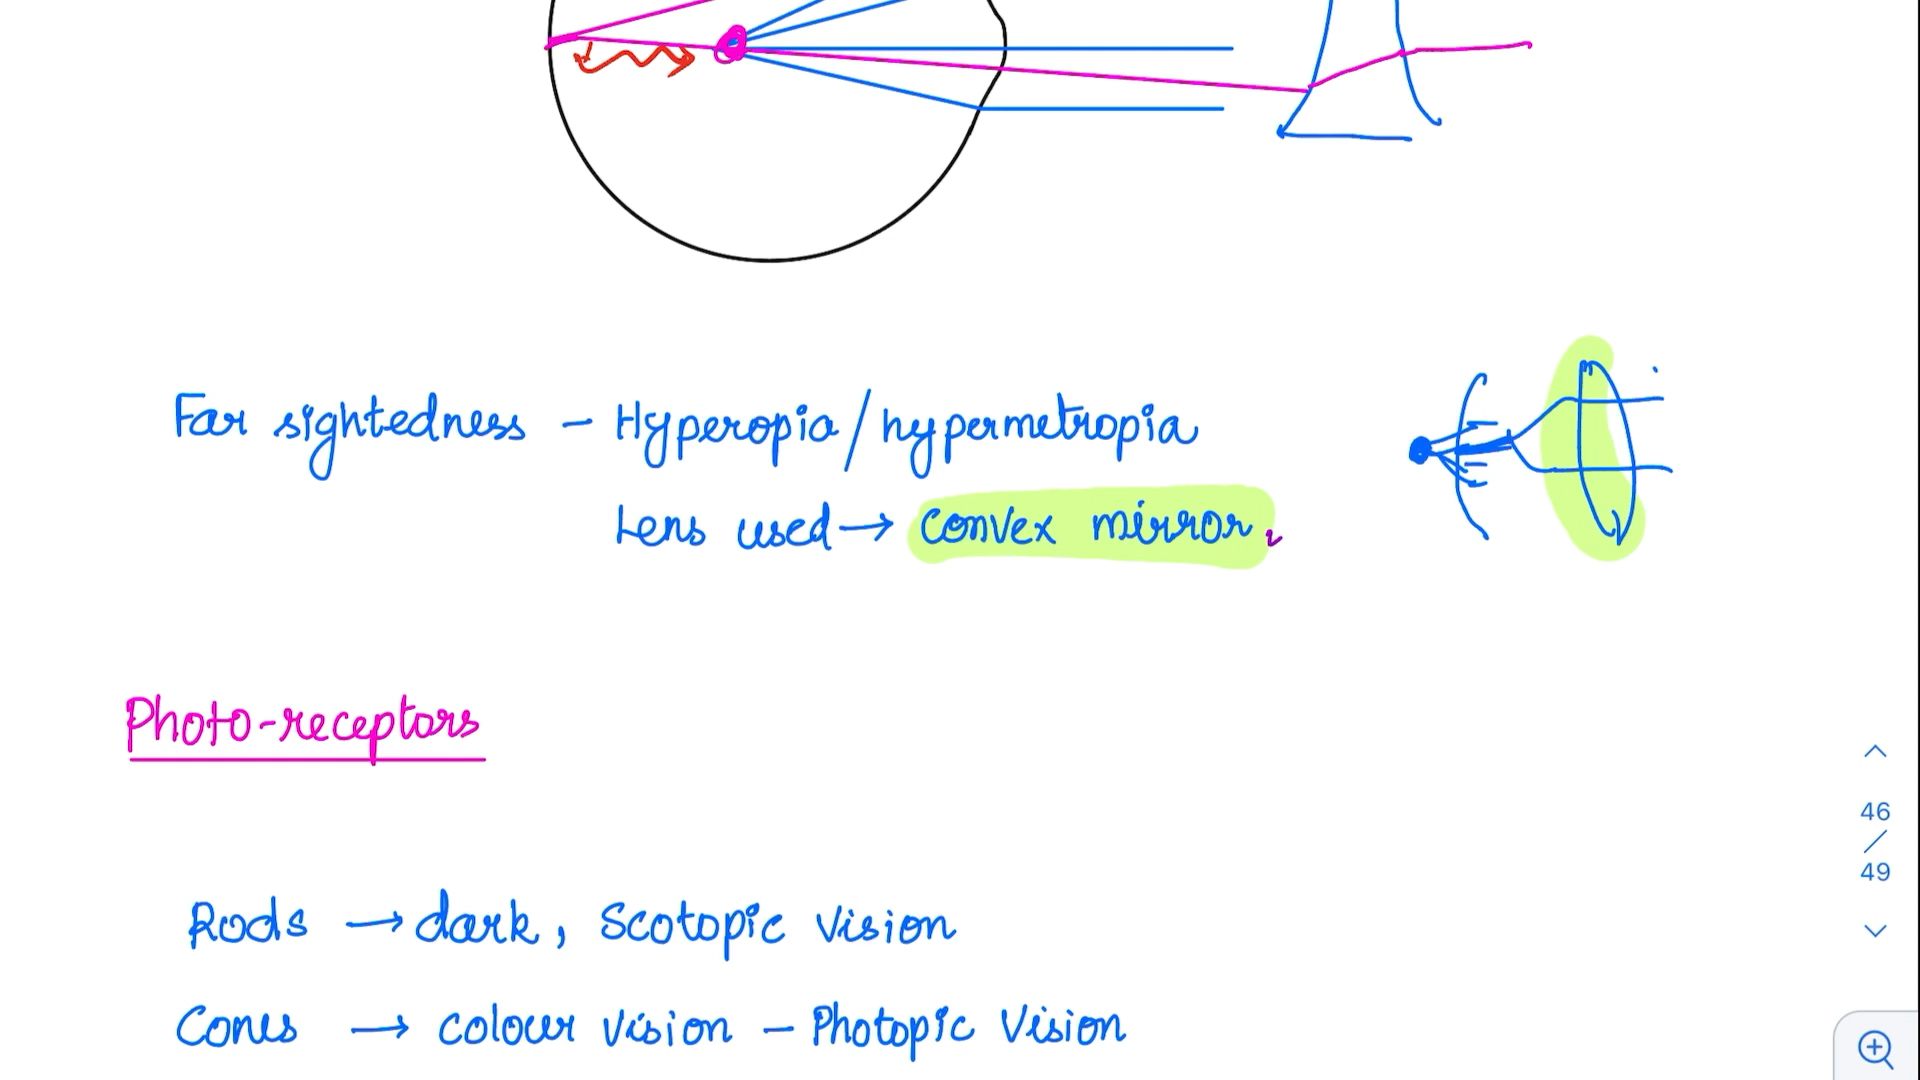 Far sightedness - Hyperopia/hypermetropia
Lens used → convex mirror.
Photo-receptors
Rods → dark, Scotopic Vision
Cones → colour vision - Photopic Vision
46
/
49